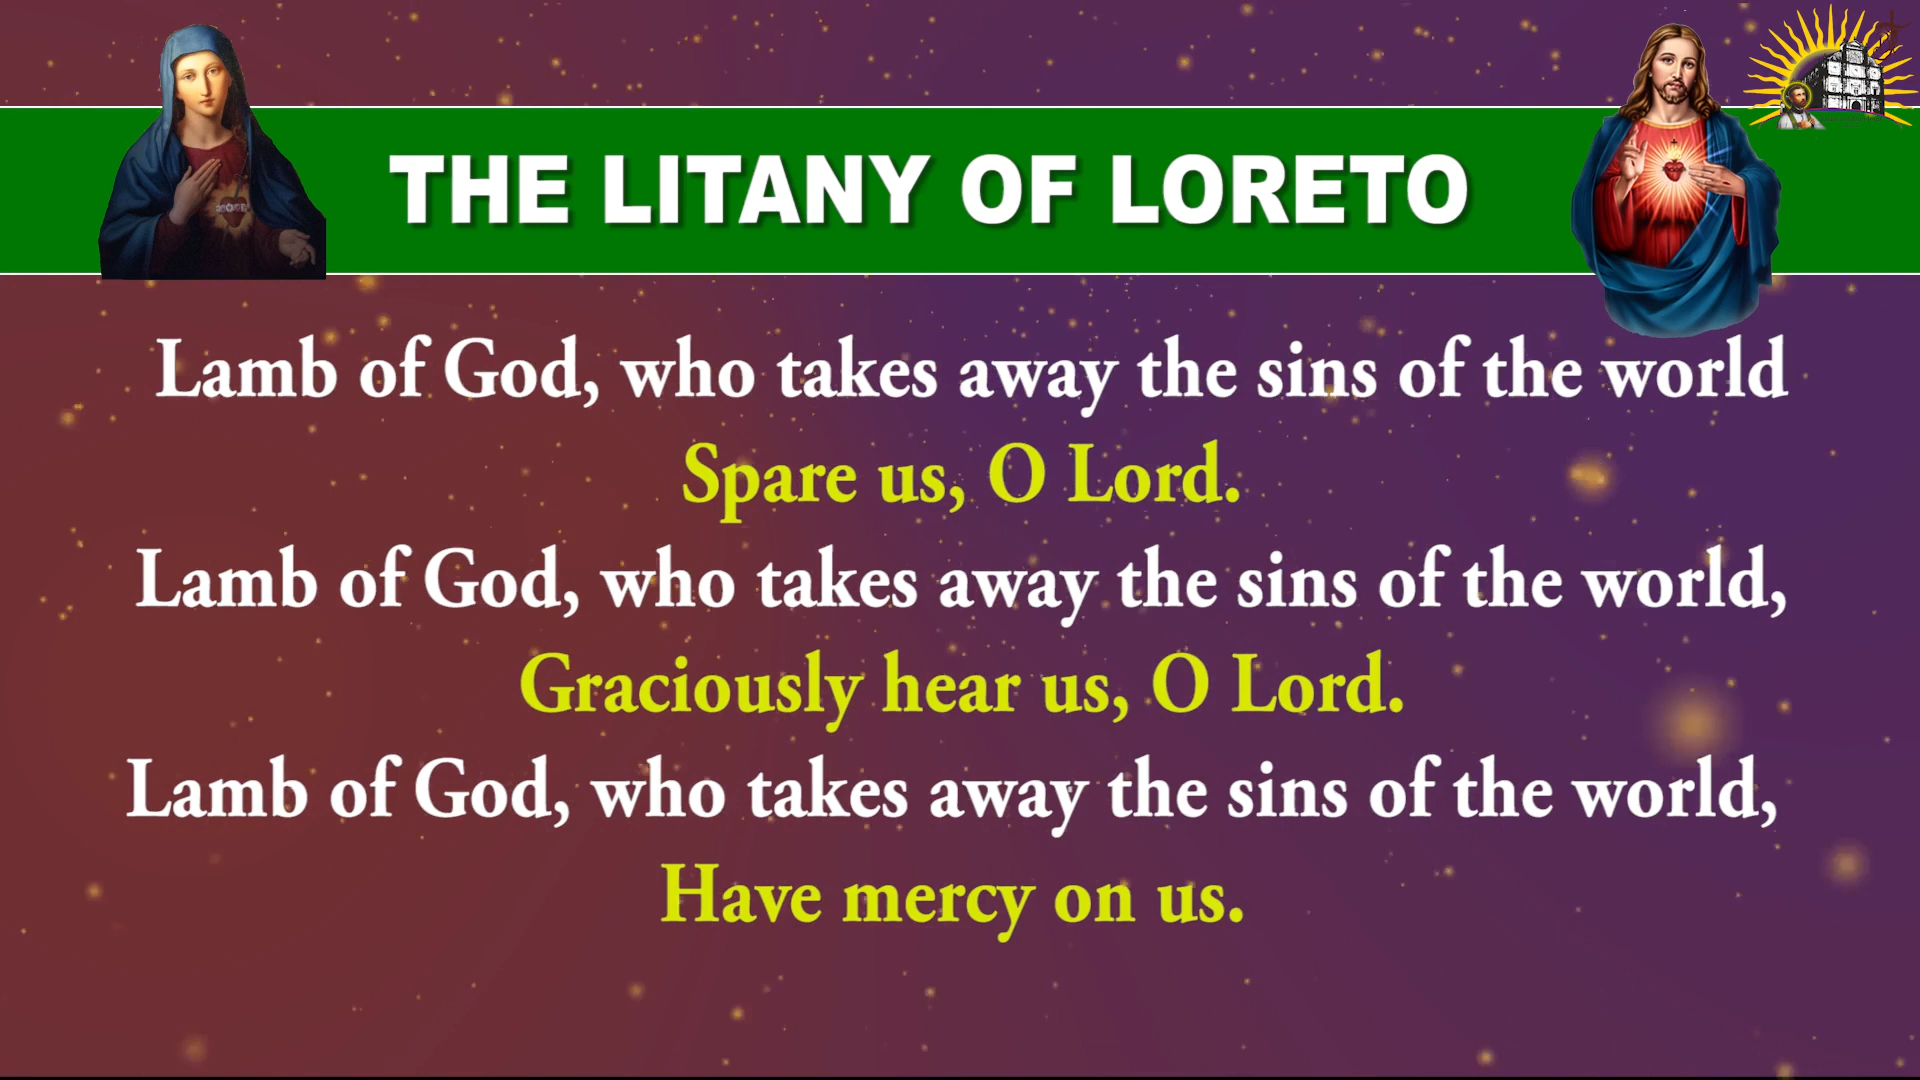 THE LITANY OF LORETO
Lamb of God, who takes away the sins of the world
Spare us, O Lord.
Lamb of God, who takes away the sins of the world,
Graciously hear us, O Lord.
Lamb of God, who takes away the sins of the world,
Have mercy on us.